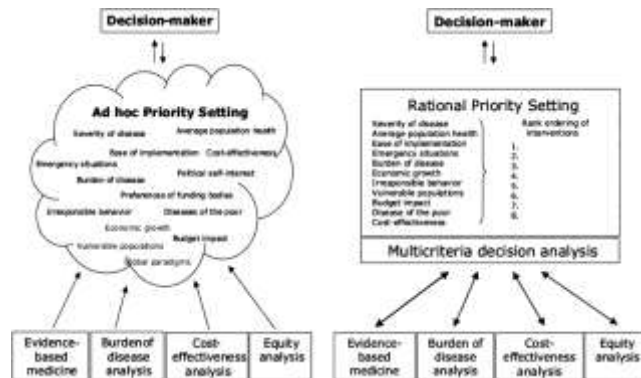 Decision-maker
Ad hoc Priority Setting
Severity of disease
Average population health
Ease of implementation
Cost-effectiveness
Emergency situations
Political self-interest
Burden of disease
Preferences of funding bodies
Irresponsible behavior
Diseases of the poor
Economic growth
Budget impact
Vulnerable populations
Global paradigms
Evidence-
based
medicine
Burden of
disease
analysis
Cost-
effectiveness
analysis
Equity
analysis
Decision-maker
Rational Priority Setting
Severity of disease
Average population health
Ease of implementation
Emergency situations
Burden of disease
Economic growth
Irresponsible behavior
Vulnerable populations
Budget impact
Disease of the poor
Cost-effectiveness
Rank ordering of
interventions
1.
2.
3.
4.
5.
6.
7.
8.
Multicriteria decision analysis
Evidence-
based
medicine
Burden of
disease
analysis
Cost-
effectiveness
analysis
Equity
analysis